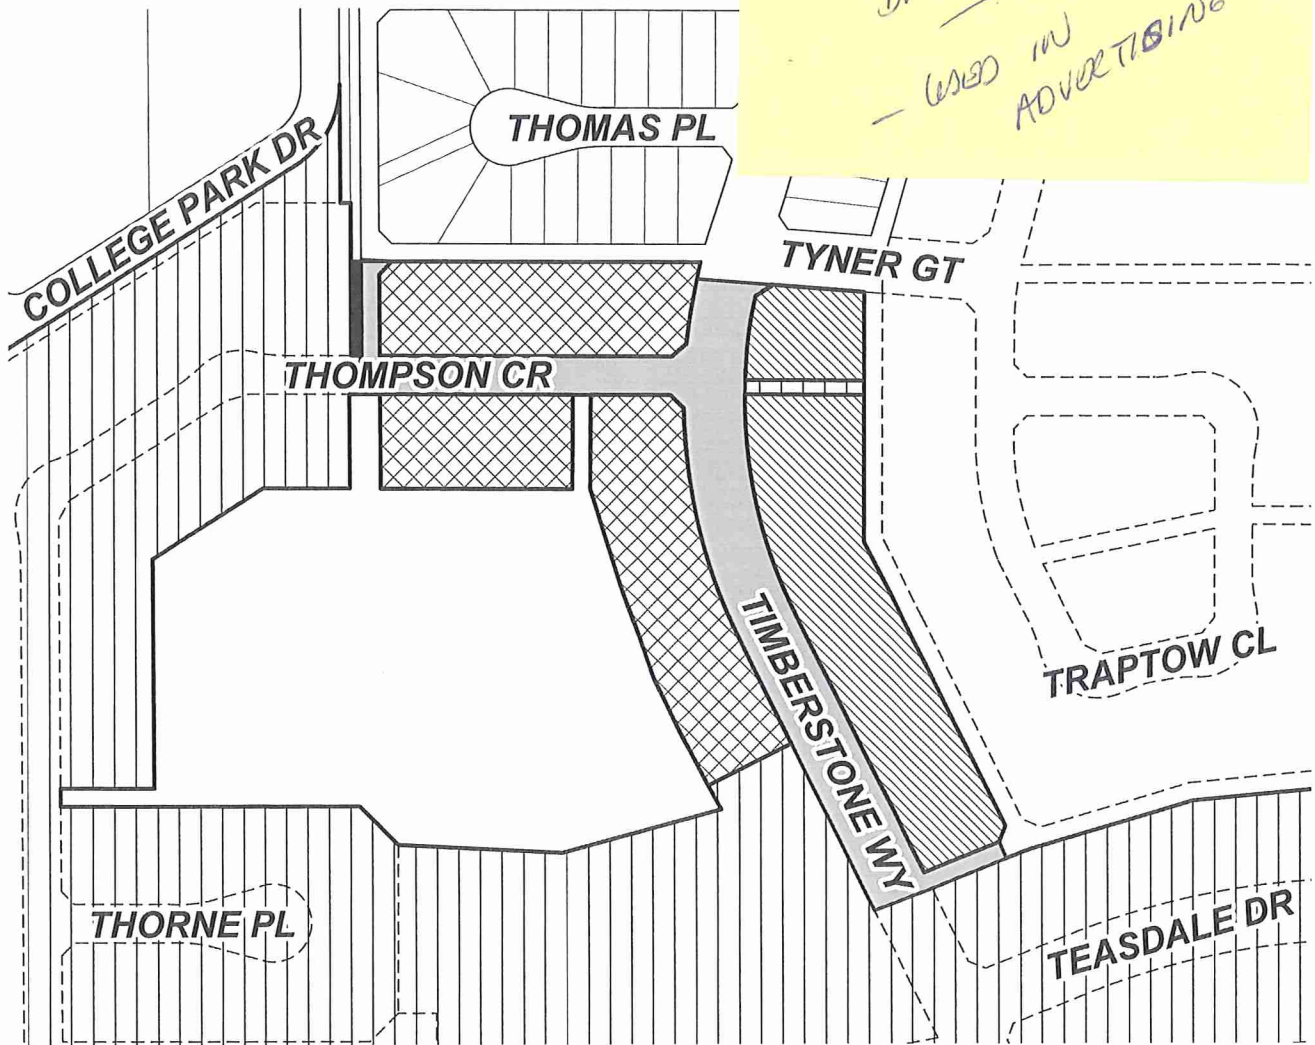 — USED IN
ADVERTISING
THOMAS PL
COLLEGE PARK DR
TYNER GT
THOMPSON CR
TIMBERSTONE WY
TRAPTOW CL
THORNE PL
TEASDALE DR